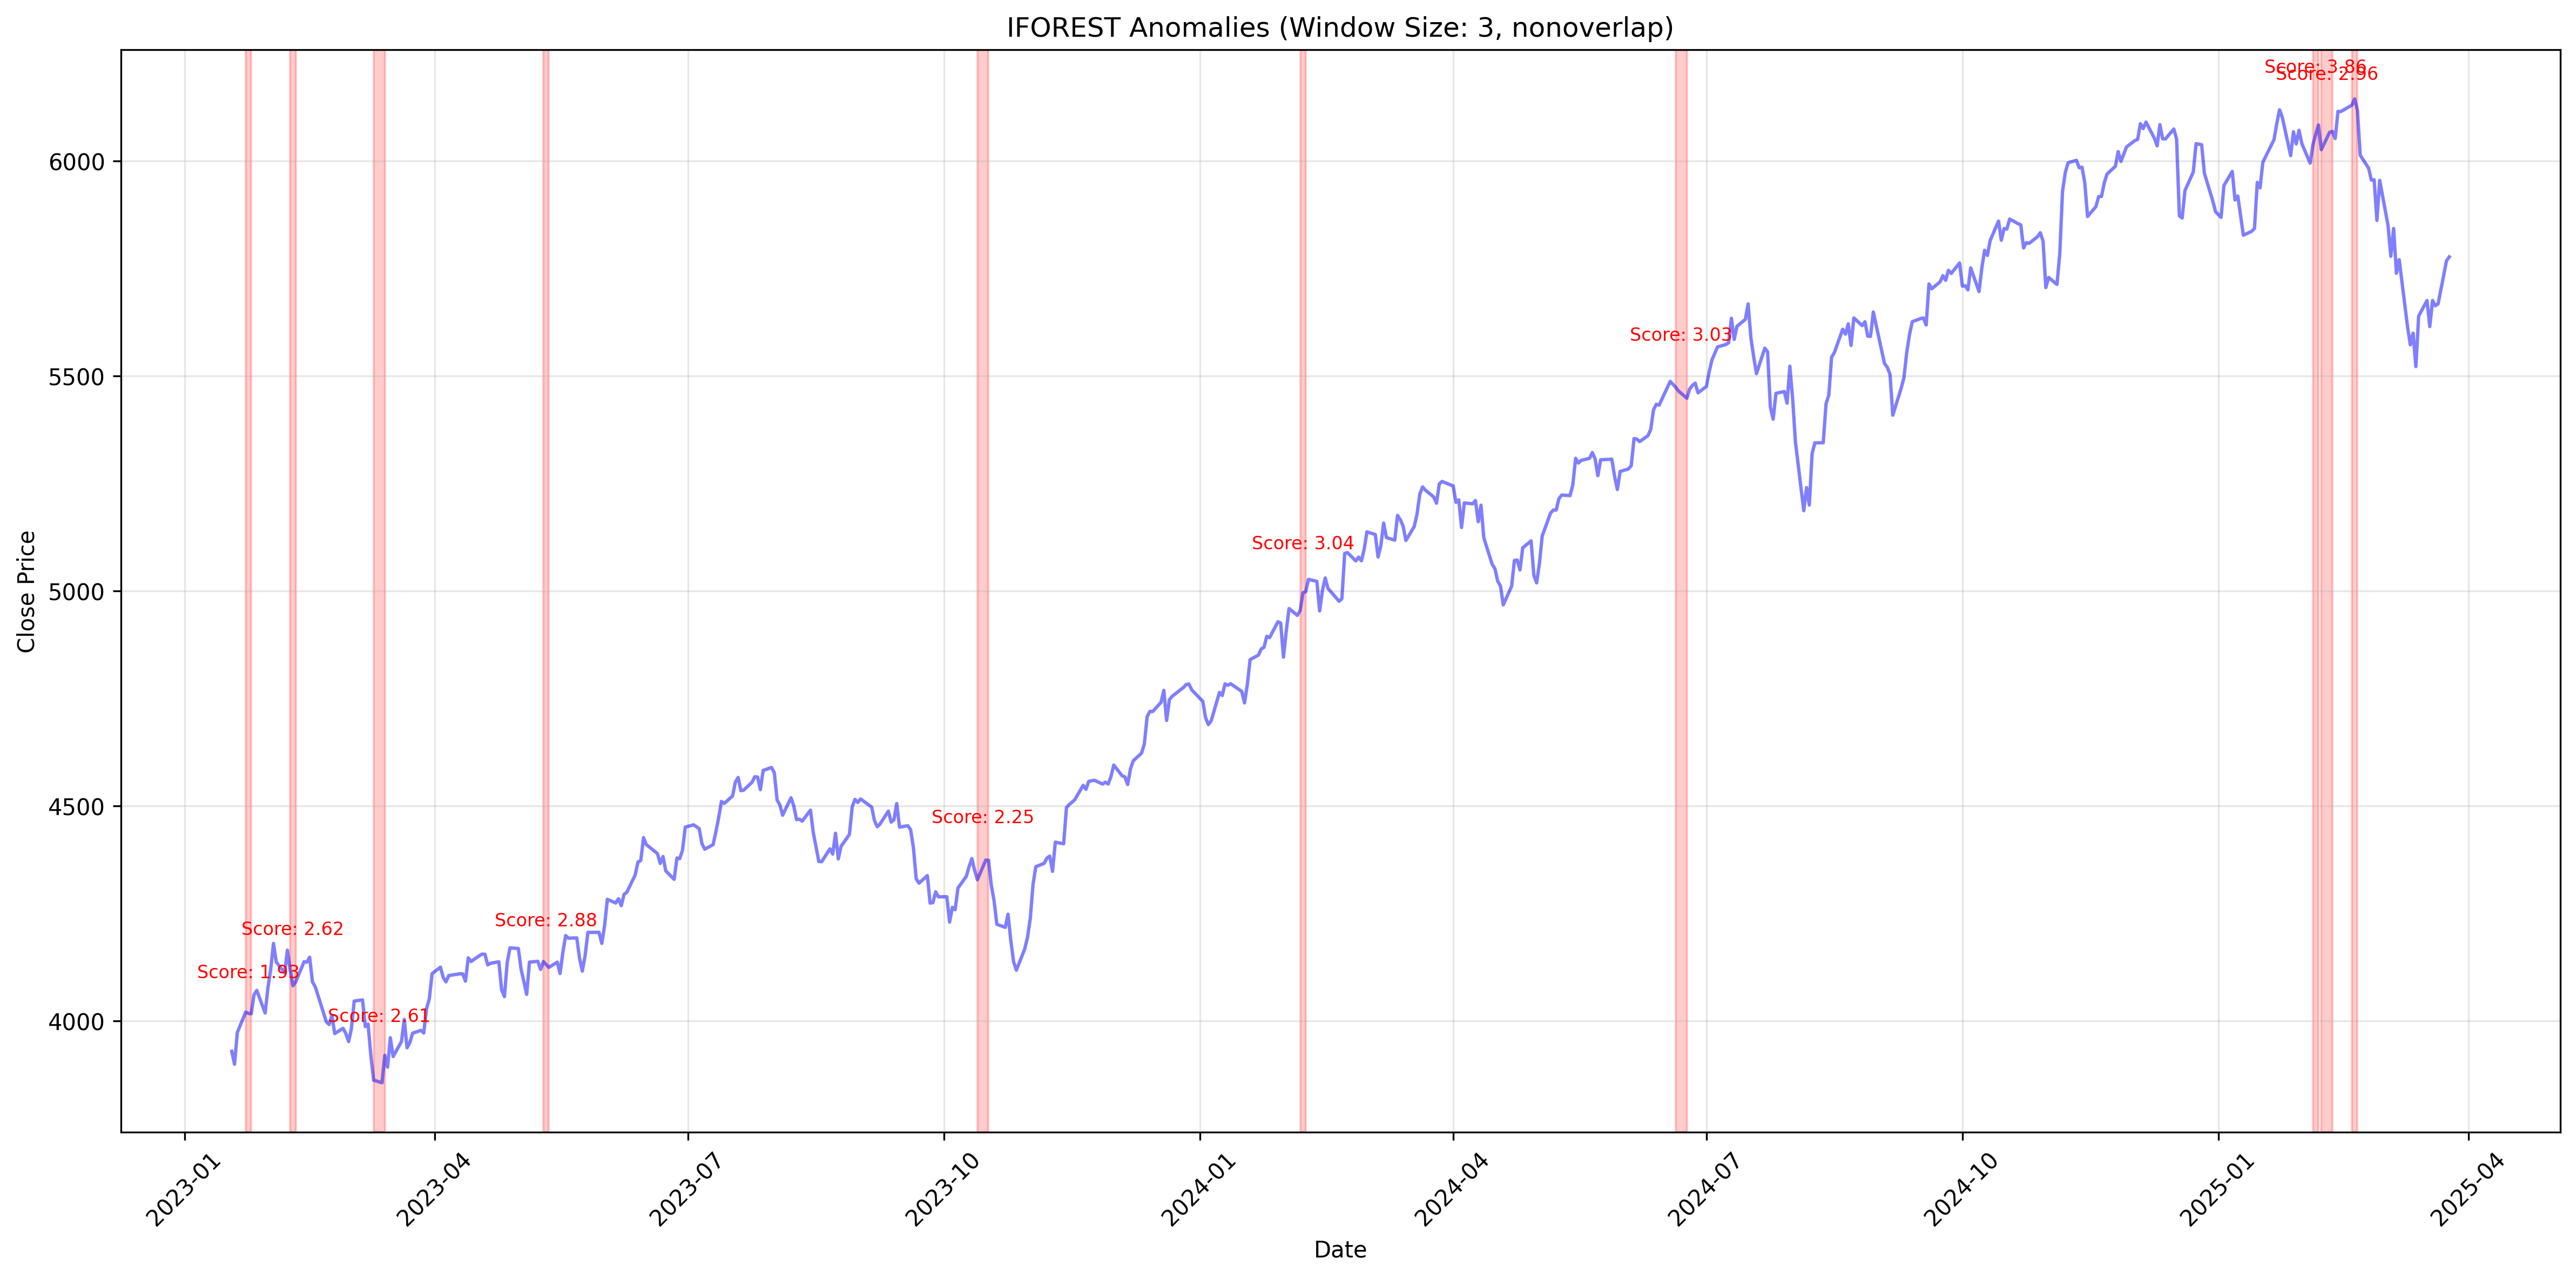 IFOREST Anomalies (Window Size: 3, nonoverlap)
Score: 3.86
Score: 2.96
6000
Score: 3.03
5500
Score: 3.04
5000
Close Price
4500
Score: 2.25
Score: 2.62
Score: 2.88
Score: 1.93
4000
Score: 2.61
2023-01
2023-04
2023-07
2023-10
2024-01
2024-04
2024-07
2024-10
2025-01
2025-04
Date